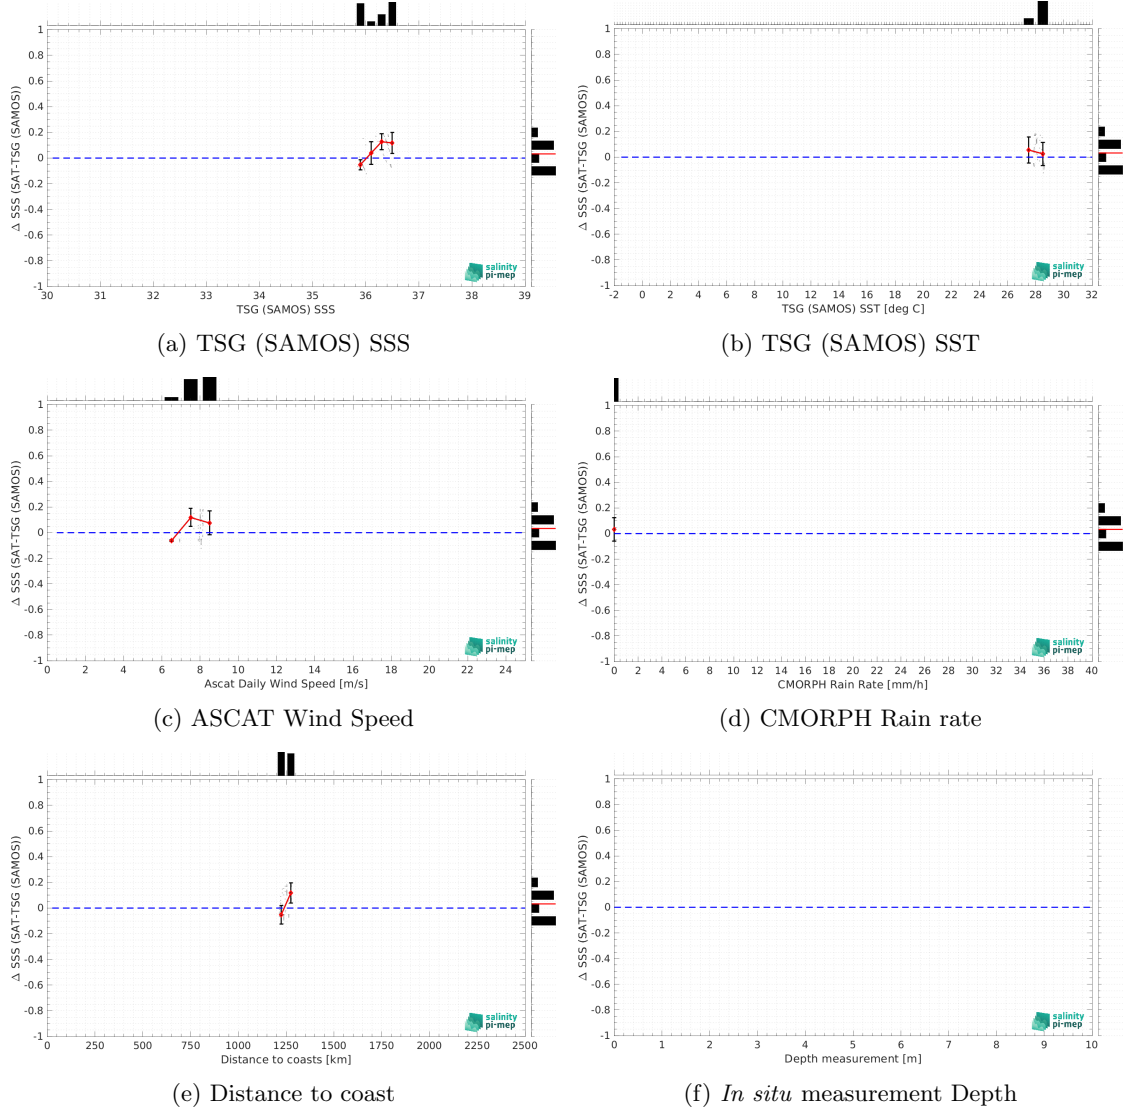 1
0.8
0.6
0.4
0.2
0
-0.2
-0.4
-0.6
-0.8
-1
Δ SSS (SAT-TSG (SAMOS))
30 31 32 33 34 35 36 37 38 39
TSG (SAMOS) SSS
salinity
pi-mep
(a) TSG (SAMOS) SSS
1
0.8
0.6
0.4
0.2
0
-0.2
-0.4
-0.6
-0.8
-1
Δ SSS (SAT-TSG (SAMOS))
-2 0 2 4 6 8 10 12 14 16 18 20 22 24 26 28 30 32
TSG (SAMOS) SST [deg C]
salinity
pi-mep
(b) TSG (SAMOS) SST
1
0.8
0.6
0.4
0.2
0
-0.2
-0.4
-0.6
-0.8
-1
Δ SSS (SAT-TSG (SAMOS))
0 2 4 6 8 10 12 14 16 18 20 22 24
Ascat Daily Wind Speed [m/s]
salinity
pi-mep
(c) ASCAT Wind Speed
1
0.8
0.6
0.4
0.2
0
-0.2
-0.4
-0.6
-0.8
-1
Δ SSS (SAT-TSG (SAMOS))
0 2 4 6 8 10 12 14 16 18 20 22 24 26 28 30 32 34 36 38 40
CMORPH Rain Rate [mm/h]
salinity
pi-mep
(d) CMORPH Rain rate
1
0.8
0.6
0.4
0.2
0
-0.2
-0.4
-0.6
-0.8
-1
Δ SSS (SAT-TSG (SAMOS))
0 250 500 750 1000 1250 1500 1750 2000 2250 2500
Distance to coasts [km]
salinity
pi-mep
(e) Distance to coast
1
0.8
0.6
0.4
0.2
0
-0.2
-0.4
-0.6
-0.8
-1
Δ SSS (SAT-TSG (SAMOS))
0 1 2 3 4 5 6 7 8 9 10
Depth measurement [m]
salinity
pi-mep
(f) In situ measurement Depth